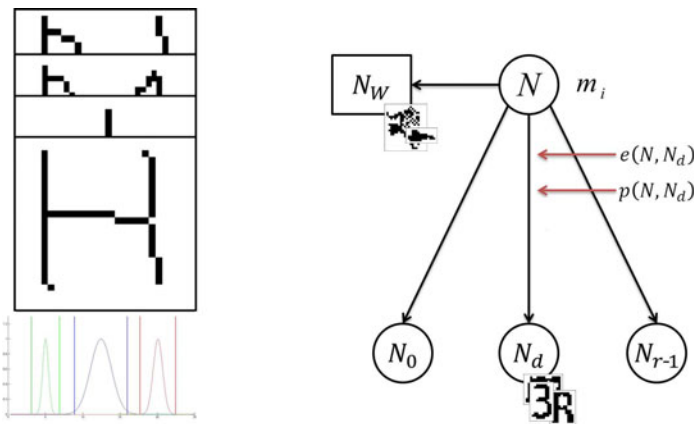 N_W
N
m_i
e(N, N_d)
p(N, N_d)
N_0
N_d
N_{r-1}
3R